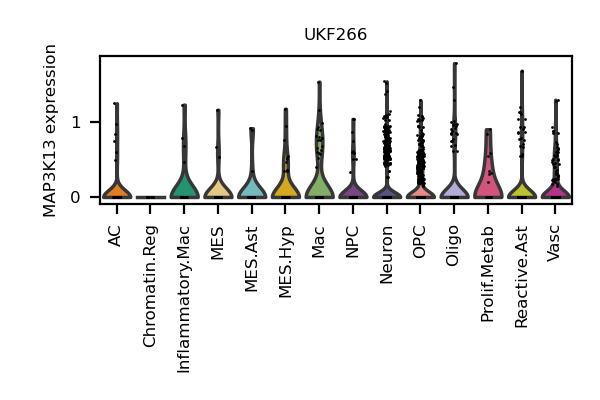 UKF266
MAP3K13 expression
1
0
AC
Chromatin.Reg
Inflammatory.Mac
MES
MES.Ast
MES.Hyp
Mac
NPC
Neuron
OPC
Oligo
Prolif.Metab
Reactive.Ast
Vasc